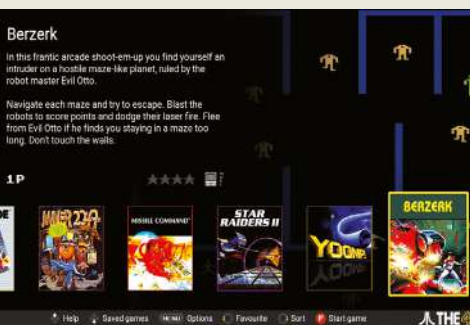 Berzerk
In this frantic arcade shoot-em-up you find yourself an
intruder on a hostile maze-like planet, ruled by the
robot master Evil Otto.
Navigate each maze and try to escape. Blast the
robots to score points and dodge their laser fire. Flee
from Evil Otto if he finds you staying in a maze too
long. Don't touch the walls.
1P
DE
MINER 2049
MISSILE COMMAND
STAR
RAIDERS II
YOOMP!
BERZERK
Help Saved games MENU Options Favourite Sort Start game
THE